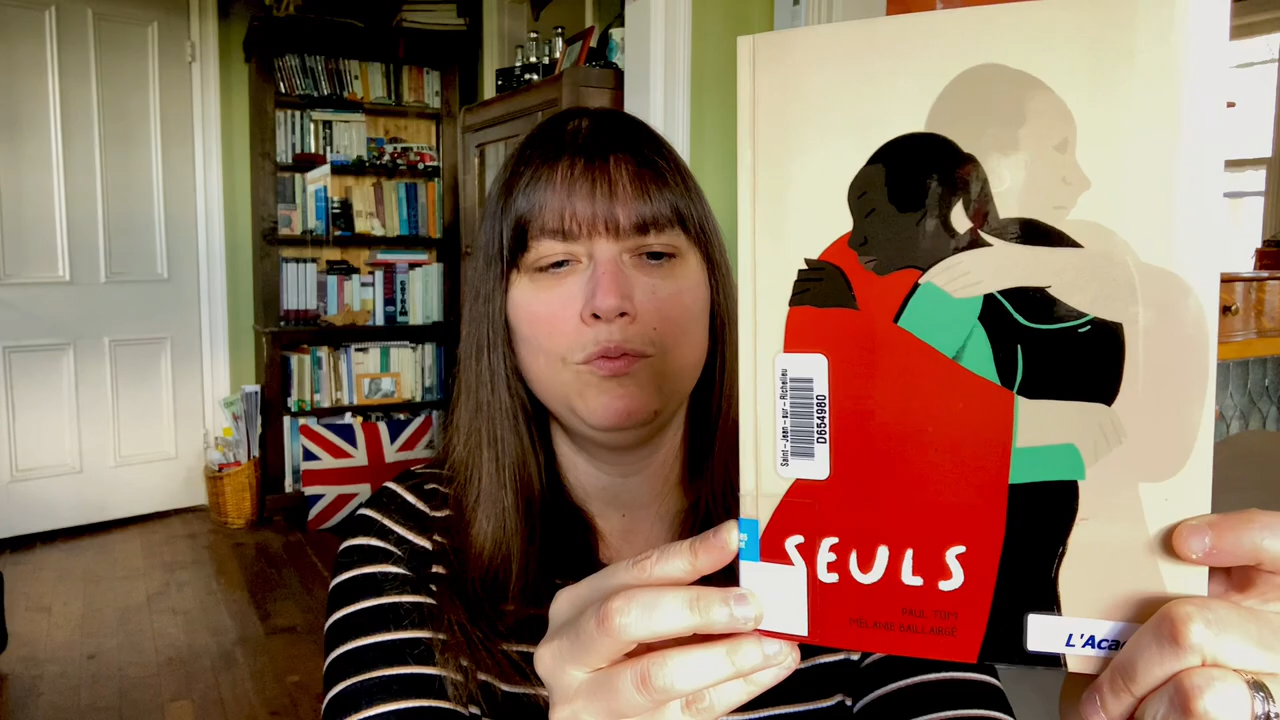 Saint-Jean-sur-Richelieu
D654980
SEULS
PAUL TOM
MÉLANIE BAILLAIRGÉ
L'Aca